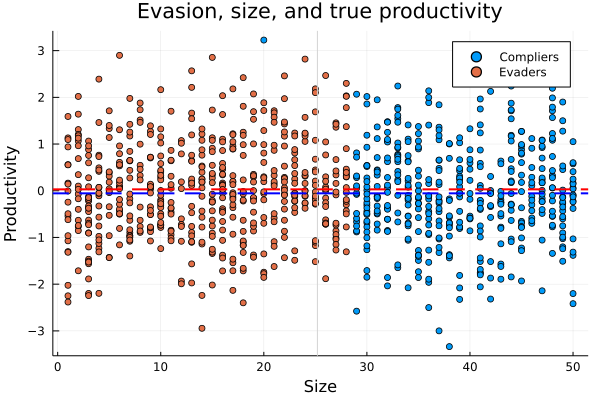 Evasion, size, and true productivity
Compliers
Evaders
3
2
1
0
−1
−2
−3
Productivity
0
10
20
30
40
50
Size